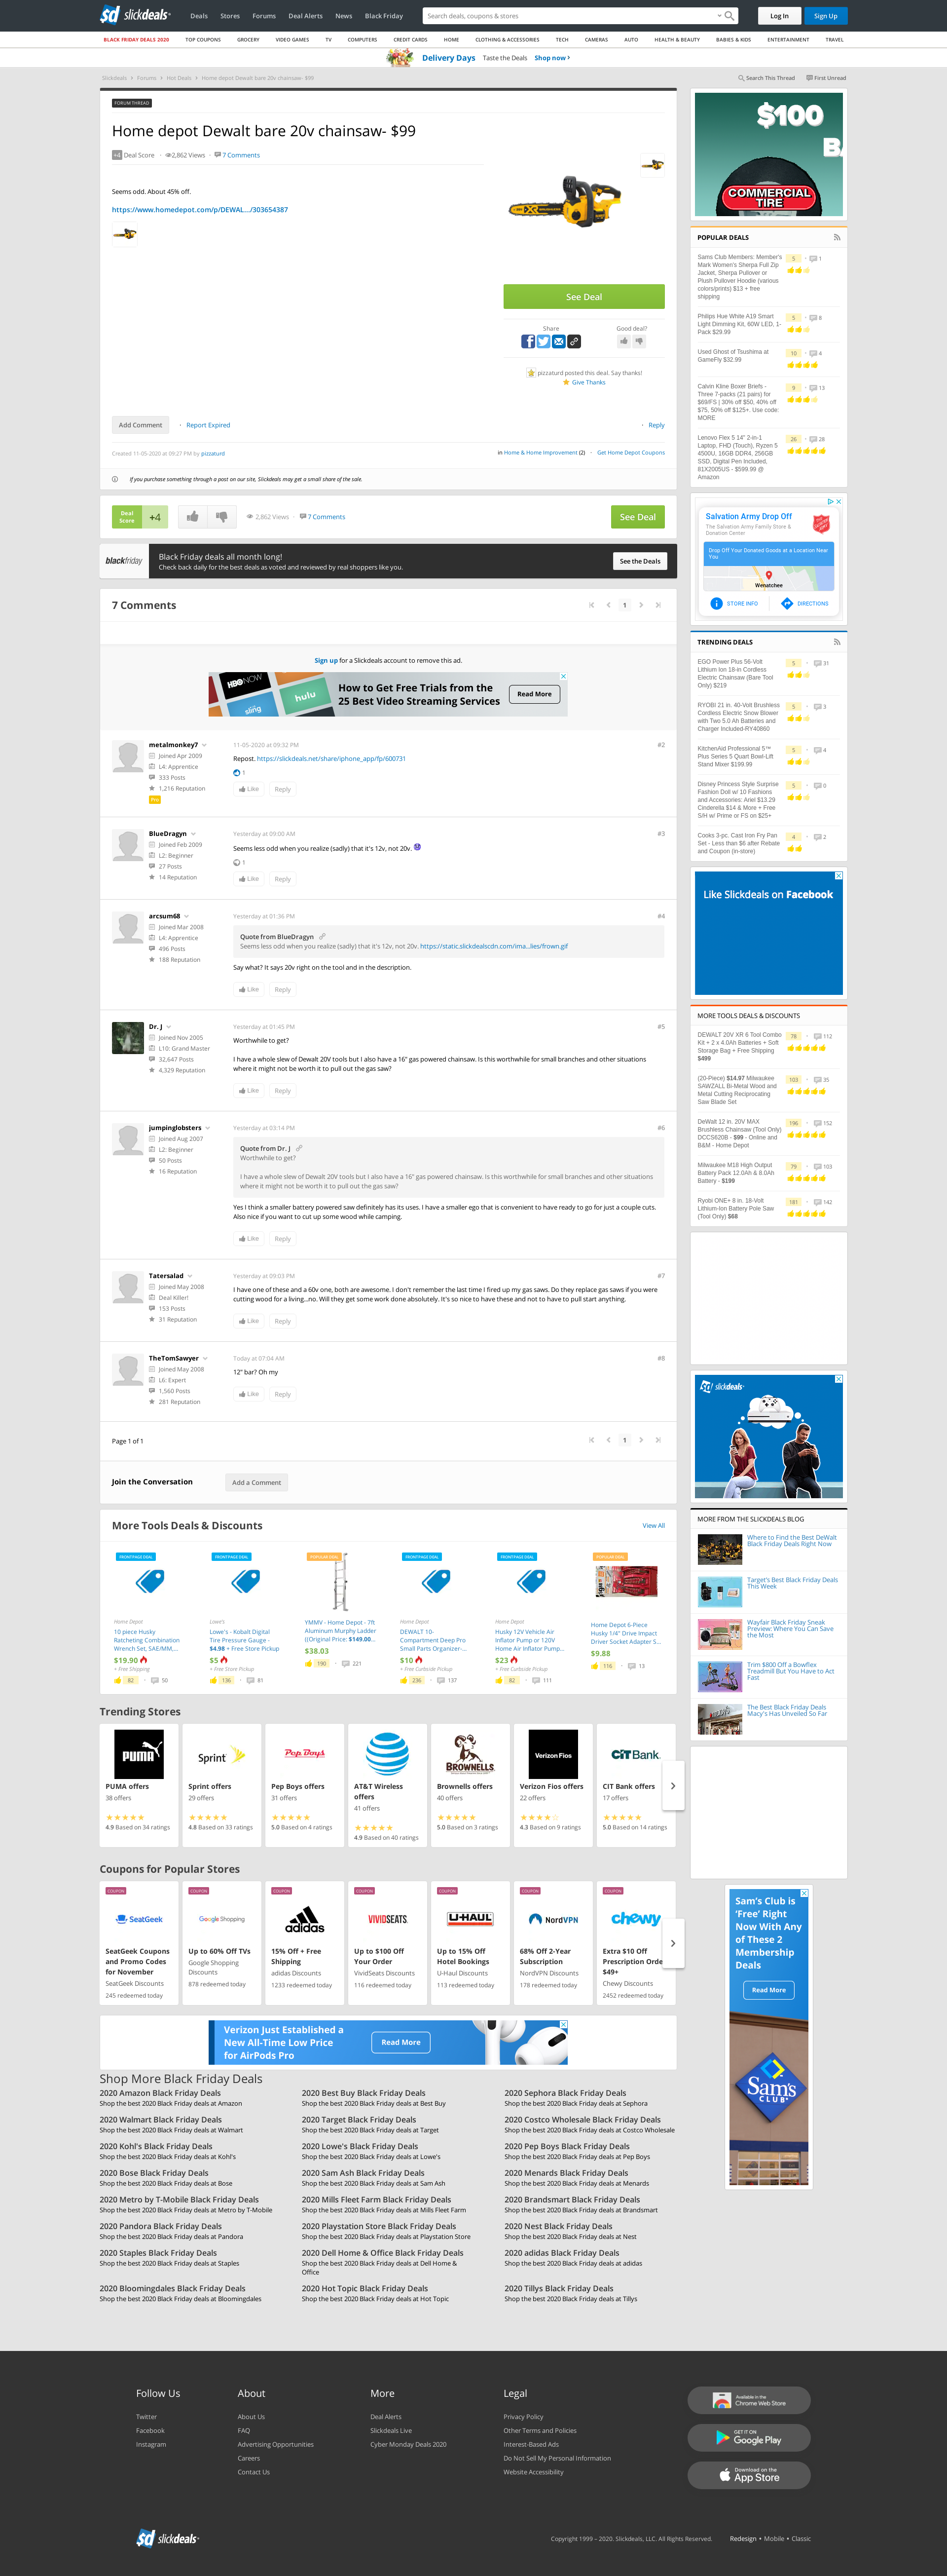 slickdeals
Deals Stores Forums Deal Alerts News Black Friday
Search deals, coupons & stores
Log In Sign Up
BLACK FRIDAY DEALS 2020 TOP COUPONS GROCERY VIDEO GAMES TV COMPUTERS CREDIT CARDS HOME CLOTHING & ACCESSORIES TECH CAMERAS AUTO HEALTH & BEAUTY BABIES & KIDS ENTERTAINMENT TRAVEL
Delivery Days Taste the Deals Shop now
Slickdeals Forums Hot Deals Home depot Dewalt bare 20v chainsaw- $99
Search This Thread First Unread
FORUM THREAD
Home depot Dewalt bare 20v chainsaw- $99
+4 Deal Score 2,862 Views 7 Comments
Seems odd. About 45% off.
https://www.homedepot.com/p/DEWAL.../303654387
See Deal
Share Good deal?
pizzaturd posted this deal. Say thanks!
Give Thanks
Add Comment Report Expired Reply
Created 11-05-2020 at 09:27 PM by pizzaturd
in Home & Home Improvement (2) Get Home Depot Coupons
If you purchase something through a post on our site, Slickdeals may get a small share of the sale.
Deal Score +4 2,862 Views 7 Comments See Deal
blackfriday
Black Friday deals all month long!
Check back daily for the best deals as voted and reviewed by real shoppers like you.
See the Deals
7 Comments
1
Sign up for a Slickdeals account to remove this ad.
HBO NOW
sling
hulu
How to Get Free Trials from the
25 Best Video Streaming Services
Read More
metalmonkey7
Joined Apr 2009
L4: Apprentice
333 Posts
1,216 Reputation
Pro
11-05-2020 at 09:32 PM #2
Repost. https://slickdeals.net/share/iphone_app/fp/600731
1
Like Reply
BlueDragyn
Joined Feb 2009
L2: Beginner
27 Posts
14 Reputation
Yesterday at 09:00 AM #3
Seems less odd when you realize (sadly) that it's 12v, not 20v.
1
Like Reply
arcsum68
Joined Mar 2008
L4: Apprentice
496 Posts
188 Reputation
Yesterday at 01:36 PM #4
Quote from BlueDragyn
Seems less odd when you realize (sadly) that it's 12v, not 20v. https://static.slickdealscdn.com/ima...lies/frown.gif
Say what? It says 20v right on the tool and in the description.
Like Reply
Dr. J
Joined Nov 2005
L10: Grand Master
32,647 Posts
4,329 Reputation
Yesterday at 01:45 PM #5
Worthwhile to get?
I have a whole slew of Dewalt 20V tools but I also have a 16" gas powered chainsaw. Is this worthwhile for small branches and other situations
where it might not be worth it to pull out the gas saw?
Like Reply
jumpinglobsters
Joined Aug 2007
L2: Beginner
50 Posts
16 Reputation
Yesterday at 03:14 PM #6
Quote from Dr. J
Worthwhile to get?
I have a whole slew of Dewalt 20V tools but I also have a 16" gas powered chainsaw. Is this worthwhile for small branches and other situations
where it might not be worth it to pull out the gas saw?
Yes I think a smaller battery powered saw definitely has its uses. I have a smaller ego that is convenient to have ready to go for just a couple cuts.
Also nice if you want to cut up some wood while camping.
Like Reply
Tatersalad
Joined May 2008
Deal Killer!
153 Posts
31 Reputation
Yesterday at 09:03 PM #7
I have one of these and a 60v one, both are awesome. I don't remember the last time I fired up my gas saws. Do they replace gas saws if you were
cutting wood for a living...no. Will they get some work done absolutely. It's so nice to have these and not to have to pull start anything.
Like Reply
TheTomSawyer
Joined May 2008
L6: Expert
1,560 Posts
281 Reputation
Today at 07:04 AM #8
12" bar? Oh my
Like Reply
Page 1 of 1 1
Join the Conversation Add a Comment
More Tools Deals & Discounts View All
FRONTPAGE DEAL
Home Depot
10 piece Husky
Ratcheting Combination
Wrench Set, SAE/MM,...
$19.90
+ Free Shipping
82 50
FRONTPAGE DEAL
Lowe's
Lowe's - Kobalt Digital
Tire Pressure Gauge -
$4.98 + Free Store Pickup
$5
+ Free Store Pickup
136 81
POPULAR DEAL
YMMV - Home Depot - 7ft
Aluminum Murphy Ladder
((Original Price: $149.00...
$38.03
190 221
FRONTPAGE DEAL
Home Depot
DEWALT 10-
Compartment Deep Pro
Small Parts Organizer-...
$10
+ Free Curbside Pickup
236 137
FRONTPAGE DEAL
Home Depot
Husky 12V Vehicle Air
Inflator Pump or 120V
Home Air Inflator Pump...
$23
+ Free Curbside Pickup
82 111
POPULAR DEAL
Home Depot 6-Piece
Husky 1/4" Drive Impact
Driver Socket Adapter S...
$9.88
116 13
Trending Stores
PUMA
PUMA offers
38 offers
4.9 Based on 34 ratings
Sprint
Sprint offers
29 offers
4.8 Based on 33 ratings
Pep Boys
Pep Boys offers
31 offers
5.0 Based on 4 ratings
AT&T Wireless
offers
41 offers
4.9 Based on 40 ratings
BROWNELLS
Brownells offers
40 offers
5.0 Based on 3 ratings
Verizon Fios
Verizon Fios offers
22 offers
4.3 Based on 9 ratings
CIT BANK
CIT Bank offers
17 offers
5.0 Based on 14 ratings
Coupons for Popular Stores
COUPON
SeatGeek
SeatGeek Coupons
and Promo Codes
for November
SeatGeek Discounts
245 redeemed today
COUPON
Google Shopping
Up to 60% Off TVs
Google Shopping
Discounts
878 redeemed today
COUPON
adidas
15% Off + Free
Shipping
adidas Discounts
1233 redeemed today
COUPON
VIVIDSEATS
Up to $100 Off
Your Order
VividSeats Discounts
116 redeemed today
COUPON
U-HAUL
Up to 15% Off
Hotel Bookings
U-Haul Discounts
113 redeemed today
COUPON
NordVPN
68% Off 2-Year
Subscription
NordVPN Discounts
178 redeemed today
COUPON
chewy
Extra $10 Off
Prescription Orde
$49+
Chewy Discounts
2452 redeemed today
Verizon Just Established a
New All-Time Low Price
for AirPods Pro
Read More
Shop More Black Friday Deals
2020 Amazon Black Friday Deals
Shop the best 2020 Black Friday deals at Amazon
2020 Best Buy Black Friday Deals
Shop the best 2020 Black Friday deals at Best Buy
2020 Sephora Black Friday Deals
Shop the best 2020 Black Friday deals at Sephora
2020 Walmart Black Friday Deals
Shop the best 2020 Black Friday deals at Walmart
2020 Target Black Friday Deals
Shop the best 2020 Black Friday deals at Target
2020 Costco Wholesale Black Friday Deals
Shop the best 2020 Black Friday deals at Costco Wholesale
2020 Kohl's Black Friday Deals
Shop the best 2020 Black Friday deals at Kohl's
2020 Lowe's Black Friday Deals
Shop the best 2020 Black Friday deals at Lowe's
2020 Pep Boys Black Friday Deals
Shop the best 2020 Black Friday deals at Pep Boys
2020 Bose Black Friday Deals
Shop the best 2020 Black Friday deals at Bose
2020 Sam Ash Black Friday Deals
Shop the best 2020 Black Friday deals at Sam Ash
2020 Menards Black Friday Deals
Shop the best 2020 Black Friday deals at Menards
2020 Metro by T-Mobile Black Friday Deals
Shop the best 2020 Black Friday deals at Metro by T-Mobile
2020 Mills Fleet Farm Black Friday Deals
Shop the best 2020 Black Friday deals at Mills Fleet Farm
2020 Brandsmart Black Friday Deals
Shop the best 2020 Black Friday deals at Brandsmart
2020 Pandora Black Friday Deals
Shop the best 2020 Black Friday deals at Pandora
2020 Playstation Store Black Friday Deals
Shop the best 2020 Black Friday deals at Playstation Store
2020 Nest Black Friday Deals
Shop the best 2020 Black Friday deals at Nest
2020 Staples Black Friday Deals
Shop the best 2020 Black Friday deals at Staples
2020 Dell Home & Office Black Friday Deals
Shop the best 2020 Black Friday deals at Dell Home &
Office
2020 adidas Black Friday Deals
Shop the best 2020 Black Friday deals at adidas
2020 Bloomingdales Black Friday Deals
Shop the best 2020 Black Friday deals at Bloomingdales
2020 Hot Topic Black Friday Deals
Shop the best 2020 Black Friday deals at Hot Topic
2020 Tillys Black Friday Deals
Shop the best 2020 Black Friday deals at Tillys
$100
BA
COMMERCIAL
TIRE
POPULAR DEALS
Sams Club Members: Member's
Mark Women's Sherpa Full Zip
Jacket, Sherpa Pullover or
Plush Pullover Hoodie (various
colors/prints) $13 + free
shipping
5 1
Philips Hue White A19 Smart
Light Dimming Kit, 60W LED, 1-
Pack $29.99
5 8
Used Ghost of Tsushima at
GameFly $32.99
10 4
Calvin Kline Boxer Briefs -
Three 7-packs (21 pairs) for
$69/FS | 30% off $50, 40% off
$75, 50% off $125+. Use code:
MORE
9 13
Lenovo Flex 5 14" 2-in-1
Laptop, FHD (Touch), Ryzen 5
4500U, 16GB DDR4, 256GB
SSD, Digital Pen Included,
81X2005US - $599.99 @
Amazon
26 28
Salvation Army Drop Off
The Salvation Army Family Store &
Donation Center
Drop Off Your Donated Goods at a Location Near
You
Wenatchee
STORE INFO DIRECTIONS
TRENDING DEALS
EGO Power Plus 56-Volt
Lithium Ion 18-in Cordless
Electric Chainsaw (Bare Tool
Only) $219
5 31
RYOBI 21 in. 40-Volt Brushless
Cordless Electric Snow Blower
with Two 5.0 Ah Batteries and
Charger Included-RY40860
5 3
KitchenAid Professional 5™
Plus Series 5 Quart Bowl-Lift
Stand Mixer $199.99
5 4
Disney Princess Style Surprise
Fashion Doll w/ 10 Fashions
and Accessories: Ariel $13.29
Cinderella $14 & More + Free
S/H w/ Prime or FS on $25+
5 0
Cooks 3-pc. Cast Iron Fry Pan
Set - Less than $6 after Rebate
and Coupon (in-store)
4 2
Like Slickdeals on Facebook
MORE TOOLS DEALS & DISCOUNTS
DEWALT 20V XR 6 Tool Combo
Kit + 2 x 4.0Ah Batteries + Soft
Storage Bag + Free Shipping
$499
78 112
(20-Piece) $14.97 Milwaukee
SAWZALL Bi-Metal Wood and
Metal Cutting Reciprocating
Saw Blade Set
103 35
DeWalt 12 in. 20V MAX
Brushless Chainsaw (Tool Only)
DCCS620B - $99 - Online and
B&M - Home Depot
196 152
Milwaukee M18 High Output
Battery Pack 12.0Ah & 8.0Ah
Battery - $199
79 103
Ryobi ONE+ 8 in. 18-Volt
Lithium-Ion Battery Pole Saw
(Tool Only) $68
181 142
slickdeals
MORE FROM THE SLICKDEALS BLOG
Where to Find the Best DeWalt
Black Friday Deals Right Now
Target's Best Black Friday Deals
This Week
Wayfair Black Friday Sneak
Preview: Where You Can Save
the Most
Trim $800 Off a Bowflex
Treadmill But You Have to Act
Fast
The Best Black Friday Deals
Macy's Has Unveiled So Far
Sam's Club is
'Free' Right
Now With Any
of These 2
Membership
Deals
Read More
Sam's
CLUB
Follow Us
Twitter
Facebook
Instagram
About
About Us
FAQ
Advertising Opportunities
Careers
Contact Us
More
Deal Alerts
Slickdeals Live
Cyber Monday Deals 2020
Legal
Privacy Policy
Other Terms and Policies
Interest-Based Ads
Do Not Sell My Personal Information
Website Accessibility
Available in the
Chrome Web Store
GET IT ON
Google Play
Download on the
App Store
slickdeals
Copyright 1999 - 2020. Slickdeals, LLC. All Rights Reserved. Redesign • Mobile • Classic